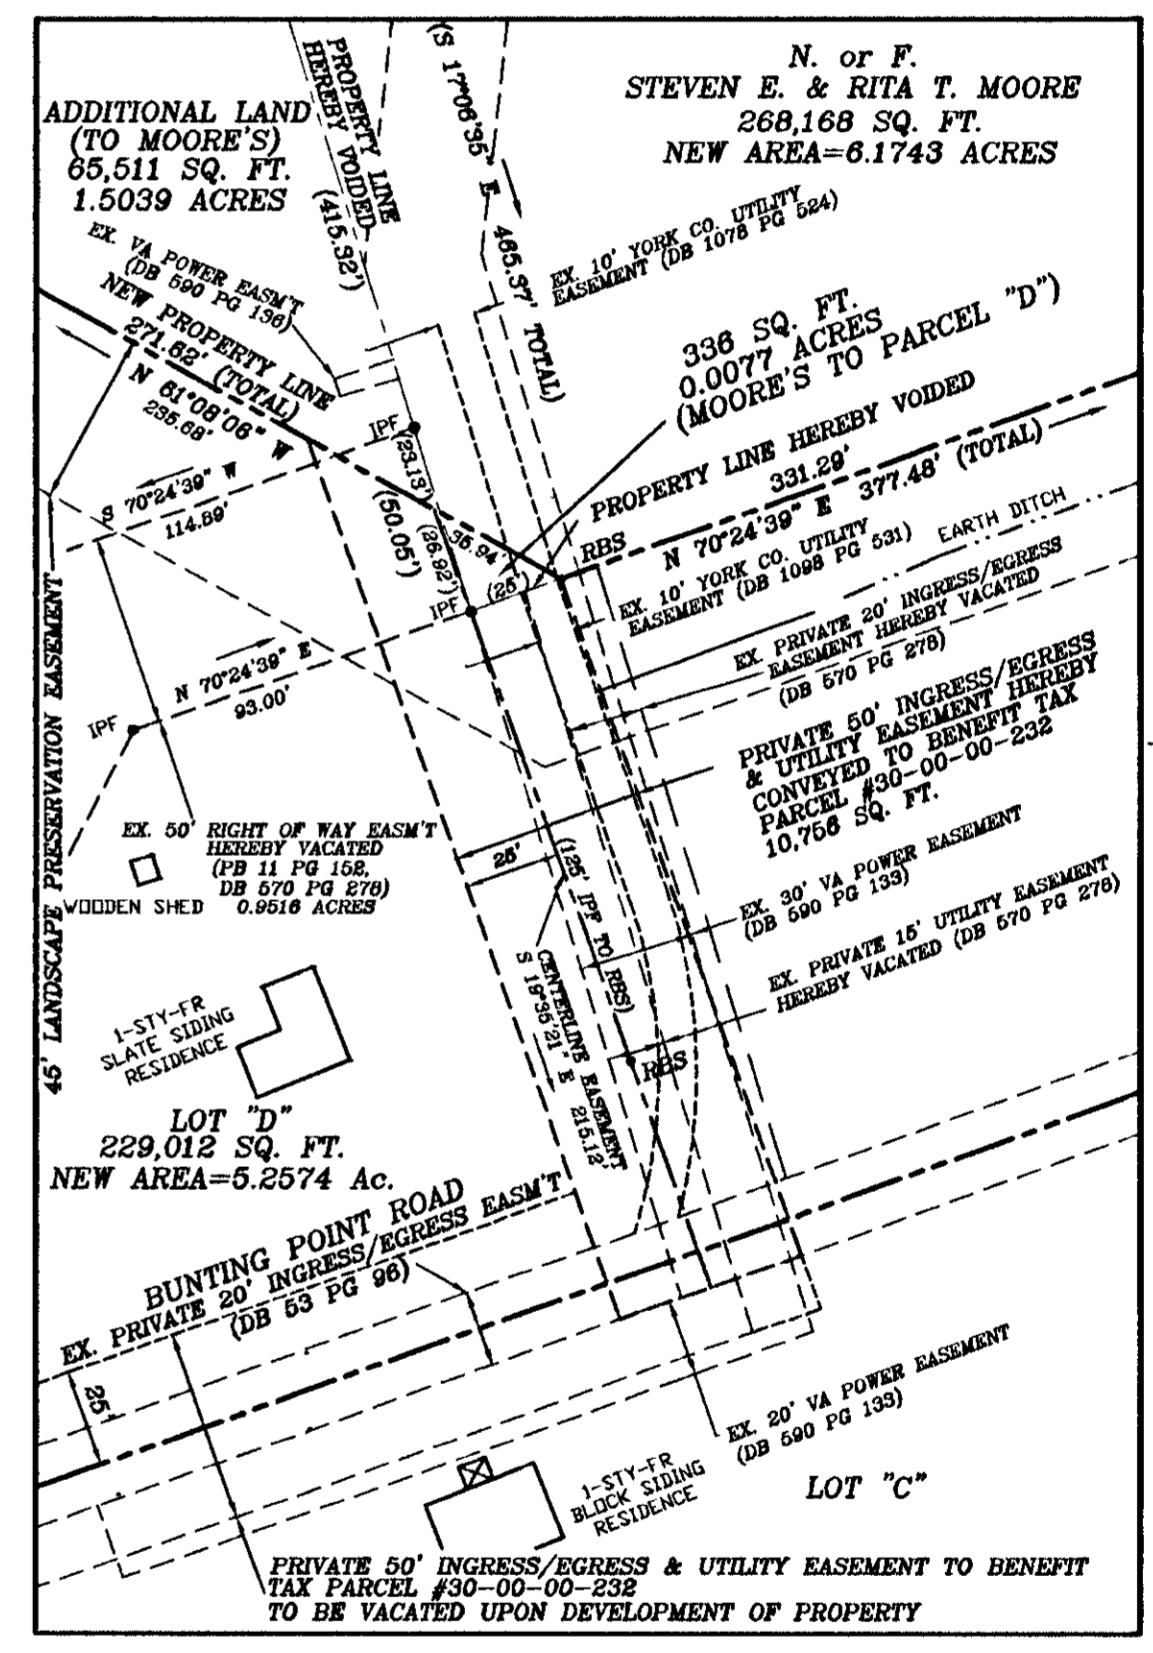 PROPERTY LINE
HEREBY VOIDED
(415.32')
(S 17°06'35" E 465.37' TOTAL)
N. or F.
STEVEN E. & RITA T. MOORE
268,168 SQ. FT.
NEW AREA=6.1743 ACRES
ADDITIONAL LAND
(TO MOORE'S)
65,511 SQ. FT.
1.5039 ACRES
EX. VA POWER EASM'T
(DB 590 PG 136)
NEW PROPERTY LINE
271.62' (TOTAL)
N 61°08'06" W
235.68'
EX. 10' YORK CO. UTILITY
EASEMENT (DB 1078 PG 524)
336 SQ. FT.
0.0077 ACRES
(MOORE'S TO PARCEL "D")
PROPERTY LINE HEREBY VOIDED
331.29'
N 70°24'39" E 377.48' (TOTAL)
IPF
(23.13')
(50.05')
(26.92')
35.94'
(25')
RBS
IPF
S 70°24'39" W
114.89'
N 70°24'39" E
93.00'
IPF
EX. 10' YORK CO. UTILITY
EASEMENT (DB 1098 PG 531)
EARTH DITCH
EX. PRIVATE 20' INGRESS/EGRESS
EASEMENT HEREBY VACATED
(DB 570 PG 278)
PRIVATE 50' INGRESS/EGRESS
& UTILITY EASEMENT HEREBY
CONVEYED TO BENEFIT TAX
PARCEL #30-00-00-232
10,756 SQ. FT.
45' LANDSCAPE PRESERVATION EASEMENT
EX. 50' RIGHT OF WAY EASM'T
HEREBY VACATED
(PB 11 PG 152,
DB 570 PG 278)
0.9516 ACRES
WOODEN SHED
25'
(125' IPF TO RBS)
CENTERLINE EASEMENT
S 19°35'21" E 215.12'
EX. 30' VA POWER EASEMENT
(DB 590 PG 133)
EX. PRIVATE 15' UTILITY EASEMENT
HEREBY VACATED (DB 570 PG 278)
RBS
1-STY-FR
SLATE SIDING
RESIDENCE
LOT "D"
229,012 SQ. FT.
NEW AREA=5.2574 Ac.
BUNTING POINT ROAD
EX. PRIVATE 20' INGRESS/EGRESS EASM'T
(DB 53 PG 96)
25'
EX. 20' VA POWER EASEMENT
(DB 590 PG 133)
1-STY-FR
BLOCK SIDING
RESIDENCE
LOT "C"
PRIVATE 50' INGRESS/EGRESS & UTILITY EASEMENT TO BENEFIT
TAX PARCEL #30-00-00-232
TO BE VACATED UPON DEVELOPMENT OF PROPERTY